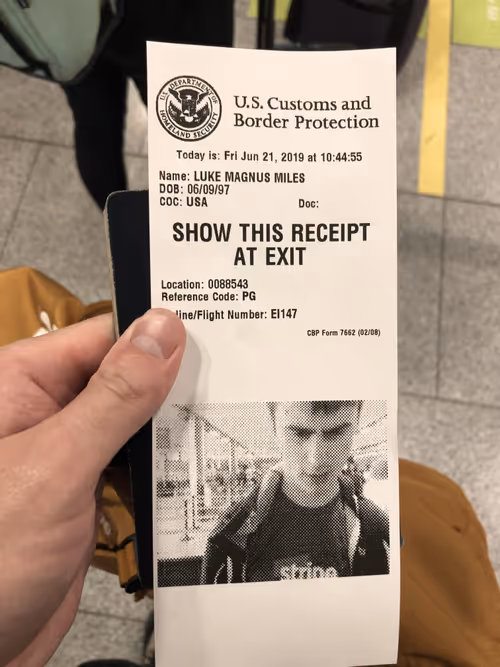 U.S. DEPARTMENT OF
HOMELAND SECURITY
U.S. Customs and
Border Protection
Today is: Fri Jun 21, 2019 at 10:44:55
Name: LUKE MAGNUS MILES
DOB: 06/09/97
COC: USA Doc:
SHOW THIS RECEIPT
AT EXIT
Location: 0088543
Reference Code: PG
line/Flight Number: EI147
CBP Form 7662 (02/08)
stripe